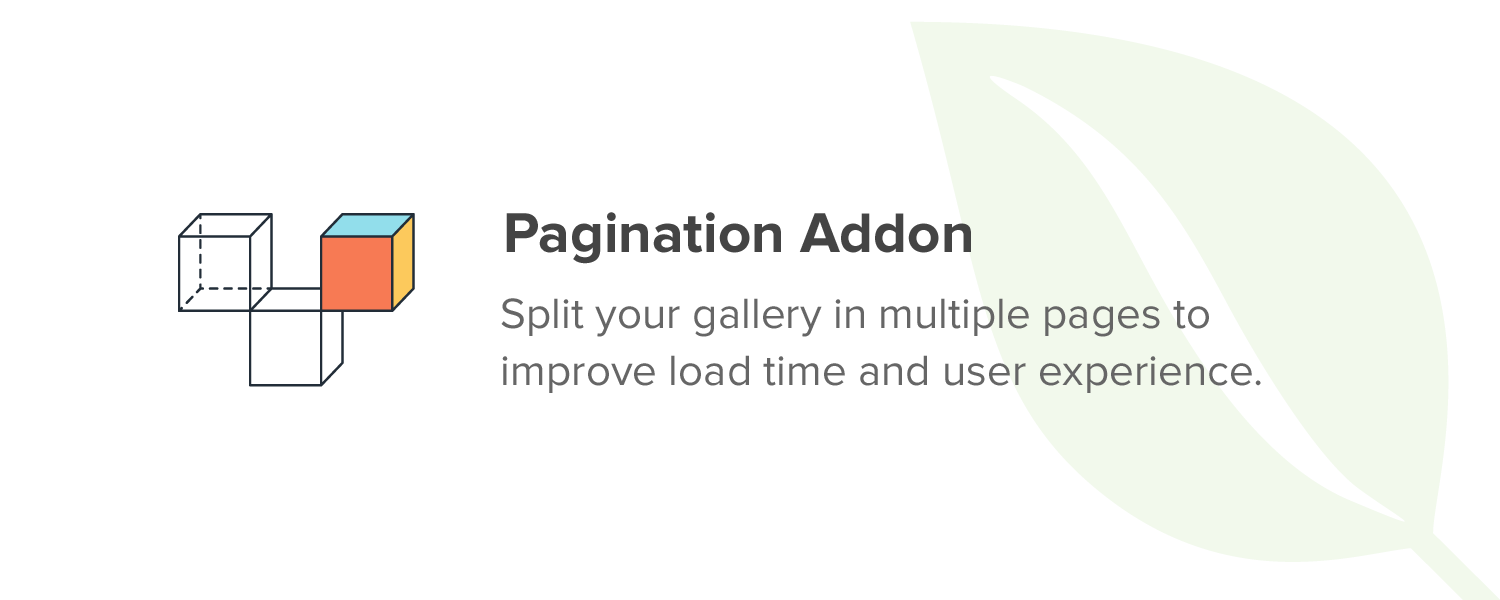 Pagination Addon
Split your gallery in multiple pages to
improve load time and user experience.